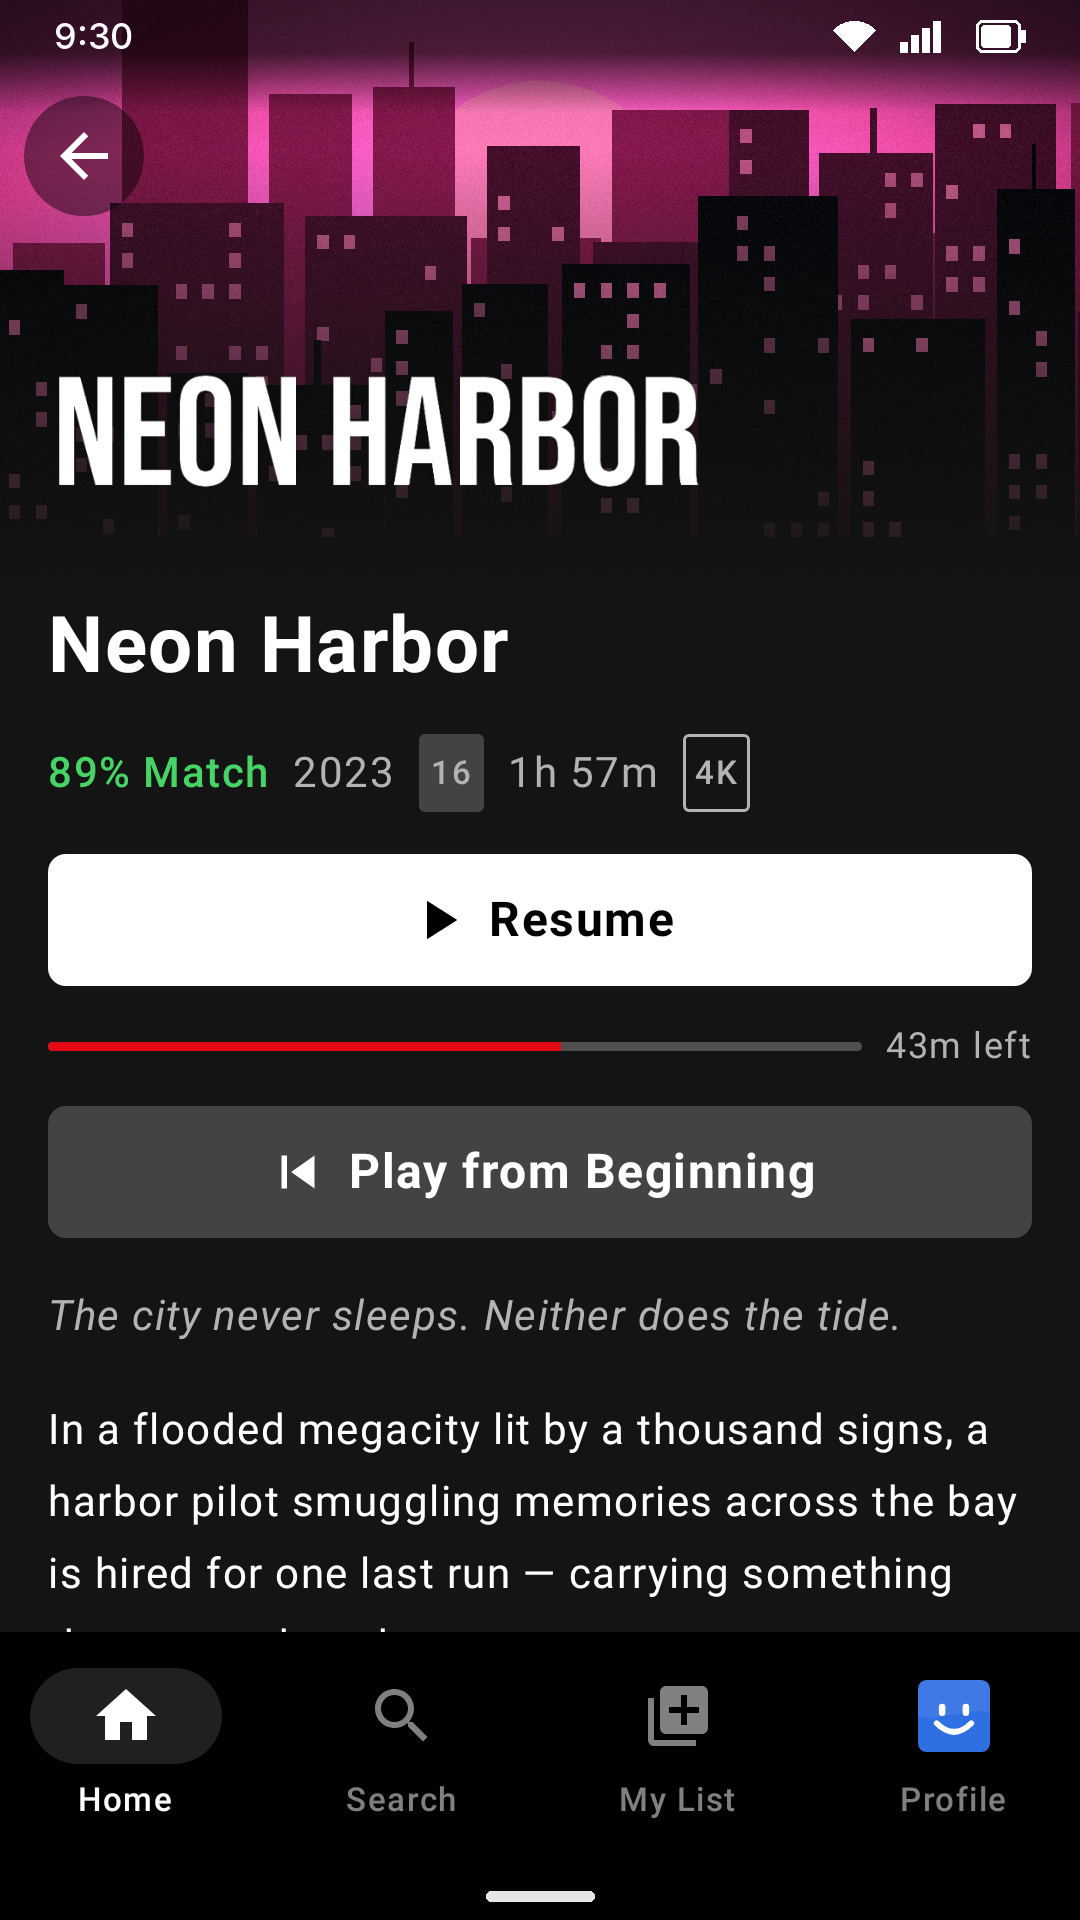 9:30
NEON HARBOR
Neon Harbor
89% Match 2023 16 1h 57m 4K
Resume
43m left
Play from Beginning
The city never sleeps. Neither does the tide.
In a flooded megacity lit by a thousand signs, a
harbor pilot smuggling memories across the bay
is hired for one last run — carrying something
Home Search My List Profile